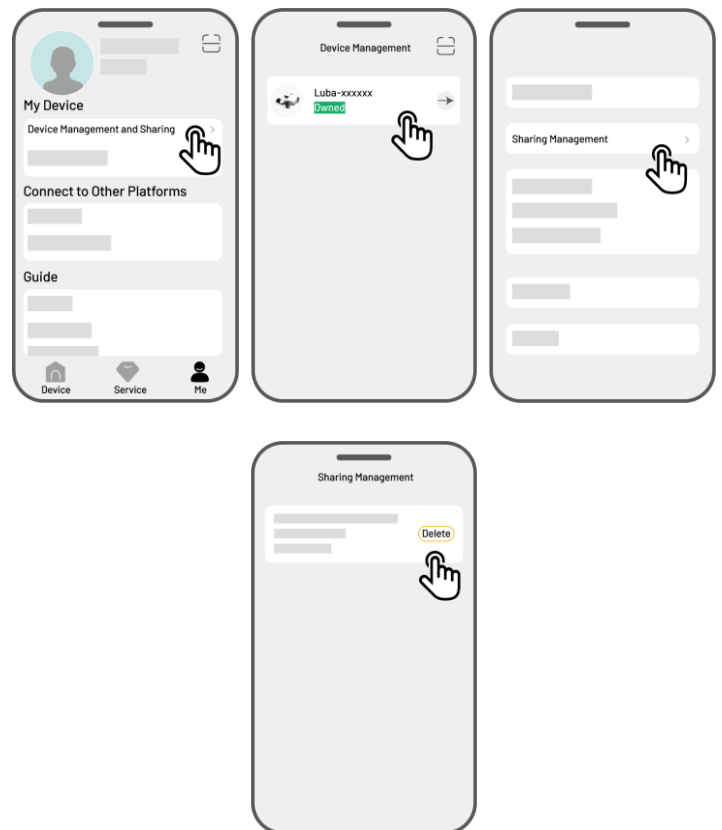 My Device
Device Management and Sharing
Connect to Other Platforms
Guide
Device
Service
Me
Device Management
Luba-xxxxxx
Owned
Sharing Management
Sharing Management
Delete